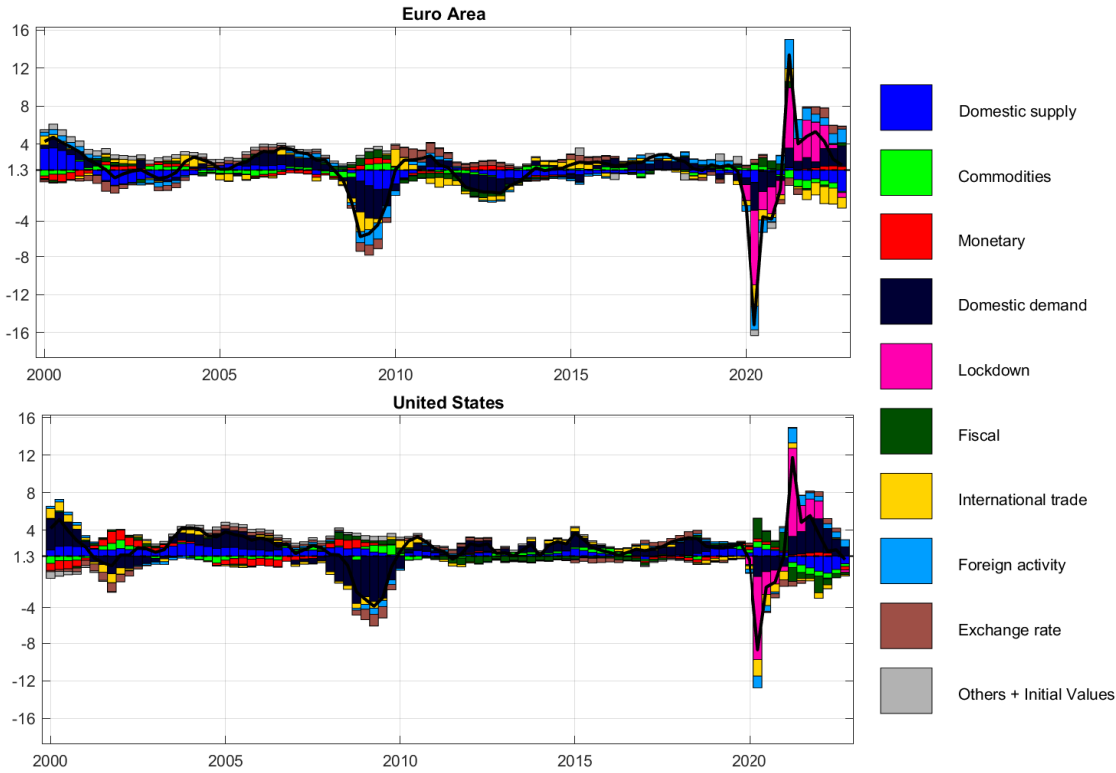 Euro Area
16
12
8
4
1.3
-4
-8
-12
-16
2000 2005 2010 2015 2020
United States
16
12
8
4
1.3
-4
-8
-12
-16
2000 2005 2010 2015 2020
Domestic supply
Commodities
Monetary
Domestic demand
Lockdown
Fiscal
International trade
Foreign activity
Exchange rate
Others + Initial Values